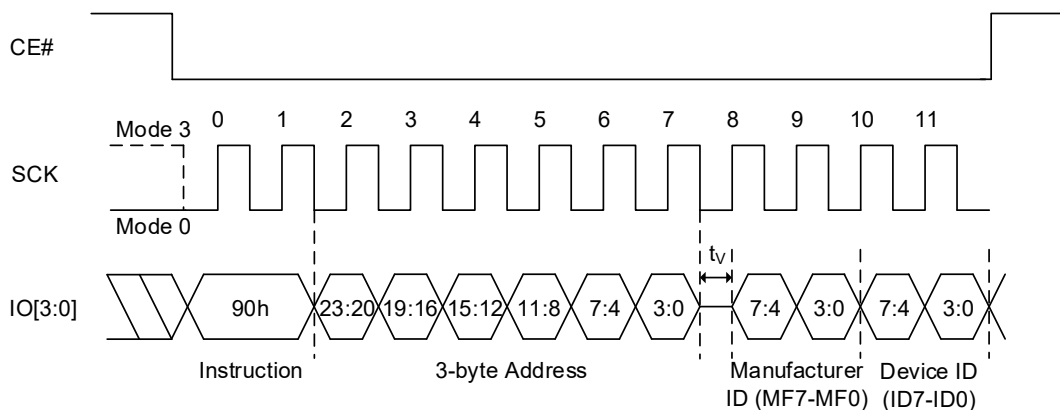 CE#
0 1 2 3 4 5 6 7 8 9 10 11
Mode 3
SCK
Mode 0
tV
IO[3:0]
90h 23:20 19:16 15:12 11:8 7:4 3:0 7:4 3:0 7:4 3:0
Instruction 3-byte Address Manufacturer Device ID
ID (MF7-MF0) (ID7-ID0)